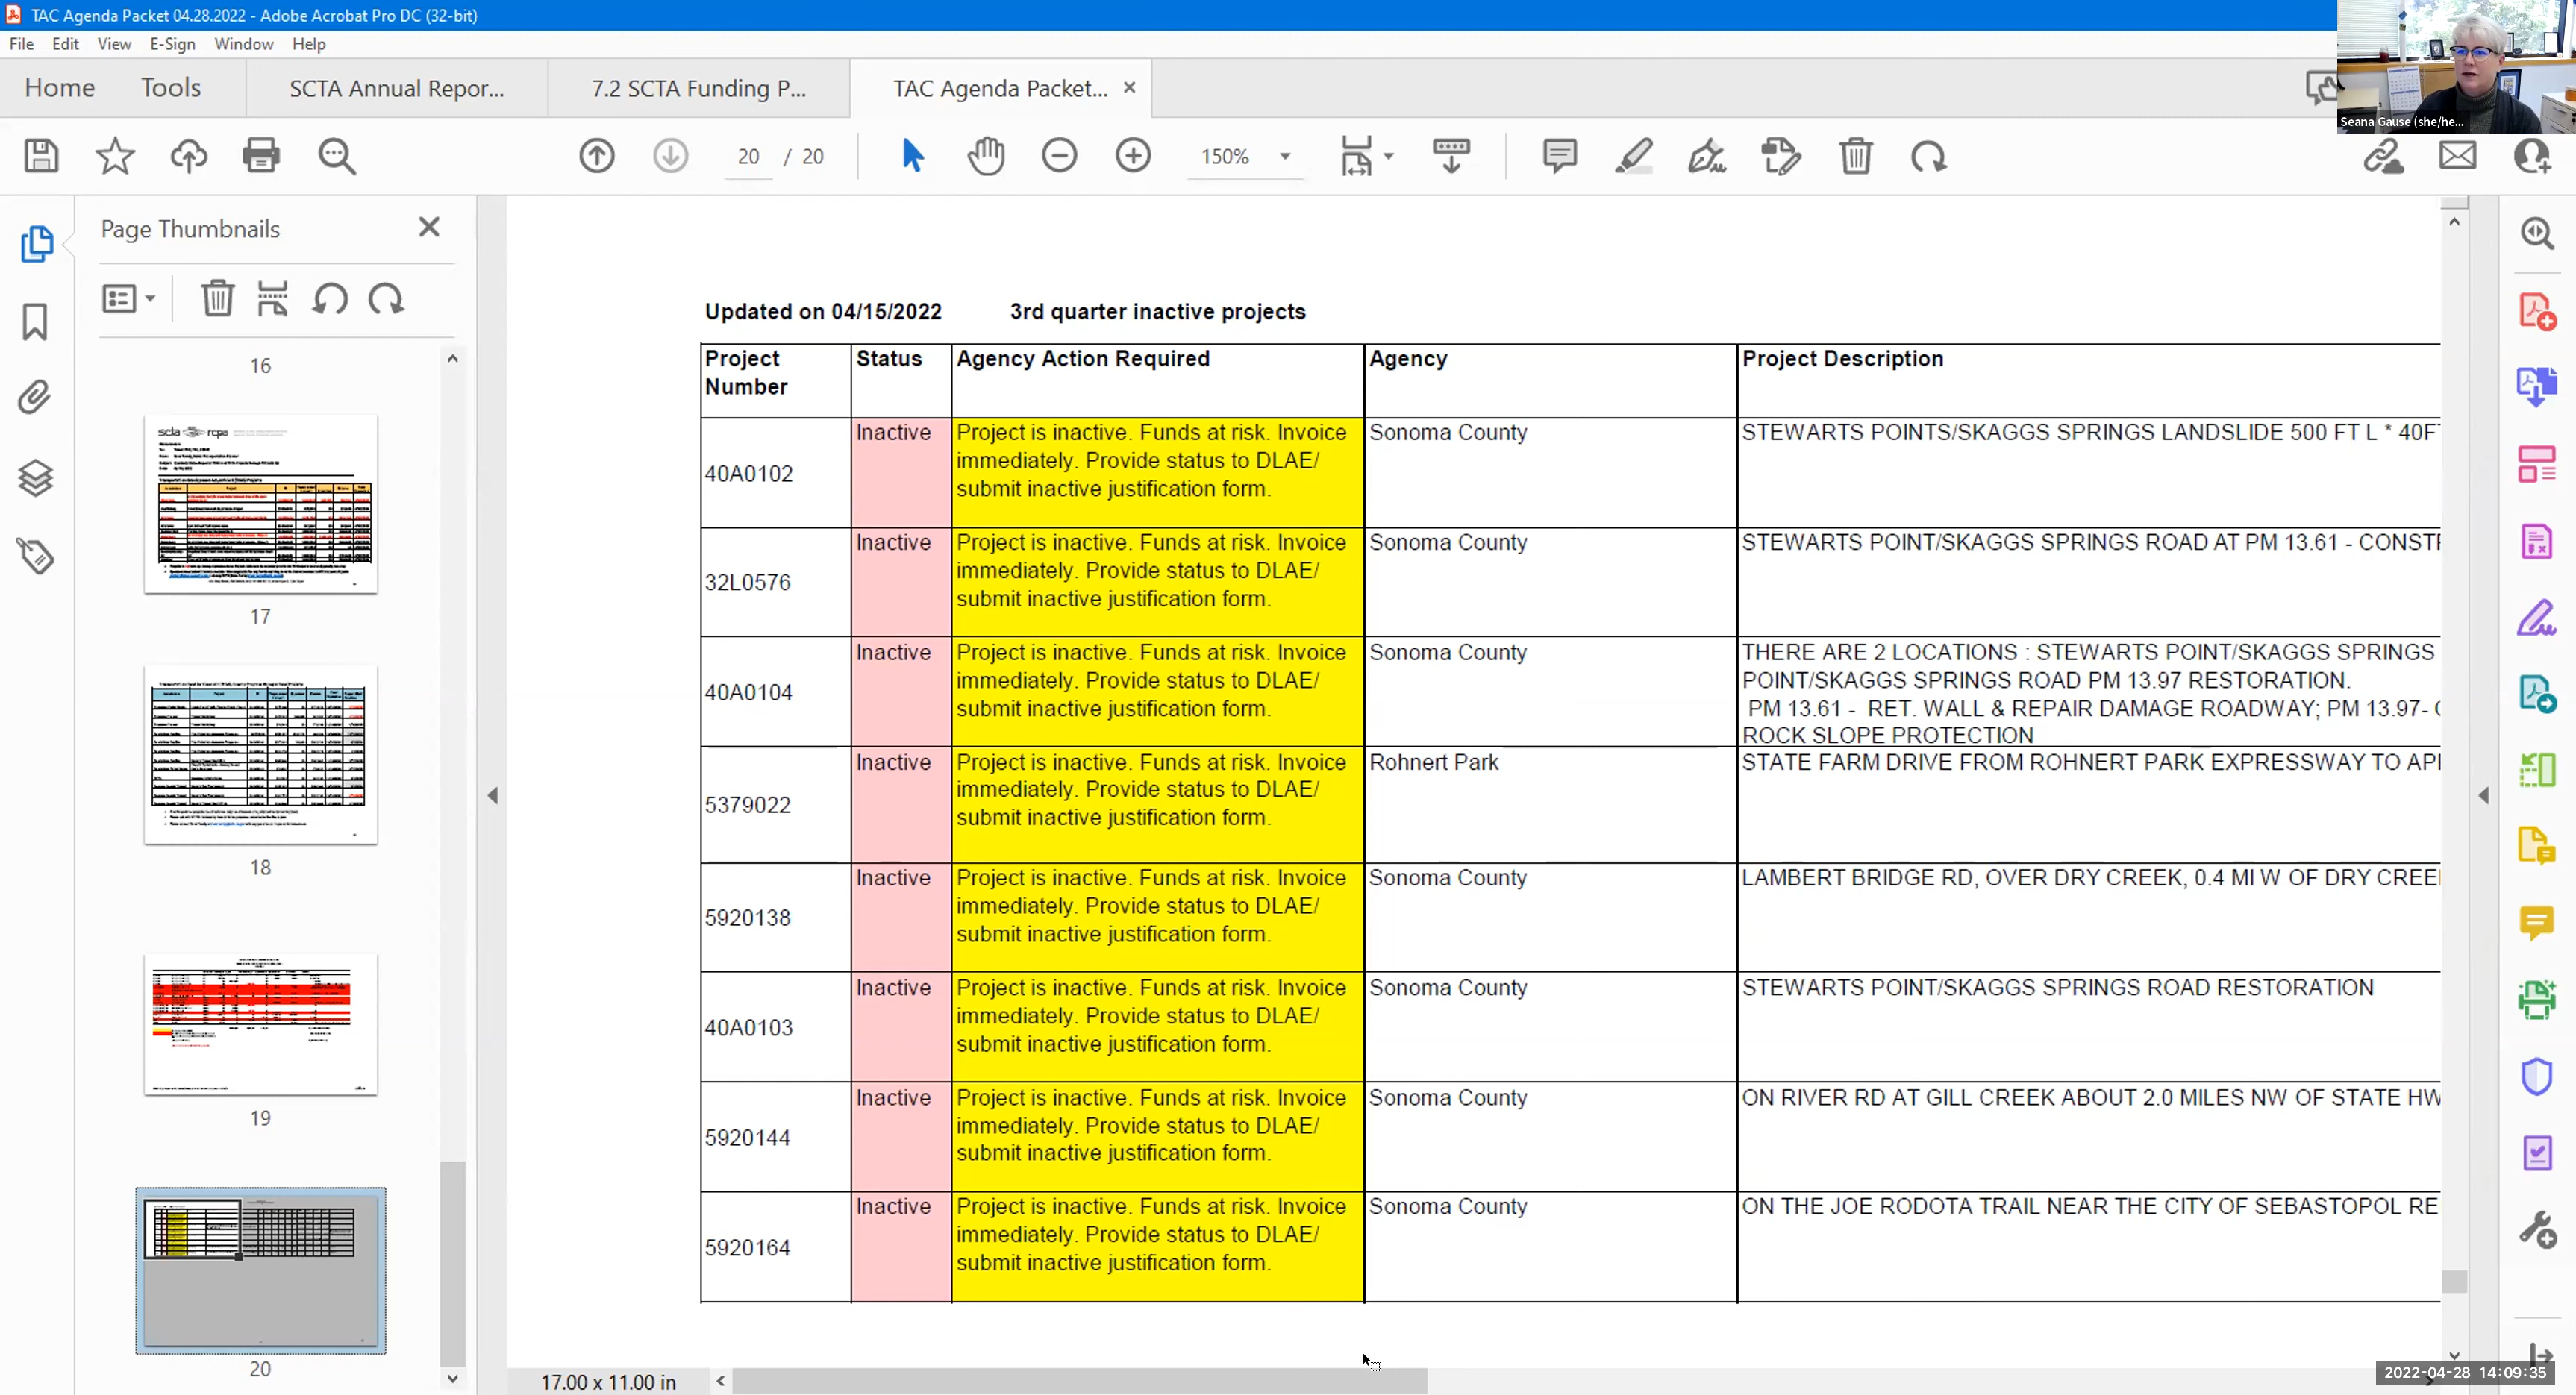 TAC Agenda Packet 04.28.2022 - Adobe Acrobat Pro DC (32-bit)
File Edit View E-Sign Window Help
Home Tools SCTA Annual Repor... 7.2 SCTA Funding P... TAC Agenda Packet... ×
Seana Gause (she/he...
20 / 20 150%
Page Thumbnails
16
scta rcpa
17
18
19
20
Updated on 04/15/2022 3rd quarter inactive projects
Project Number Status Agency Action Required Agency Project Description
40A0102 Inactive Project is inactive. Funds at risk. Invoice Sonoma County STEWARTS POINTS/SKAGGS SPRINGS LANDSLIDE 500 FT L * 40FT
immediately. Provide status to DLAE/
submit inactive justification form.
32L0576 Inactive Project is inactive. Funds at risk. Invoice Sonoma County STEWARTS POINT/SKAGGS SPRINGS ROAD AT PM 13.61 - CONST
immediately. Provide status to DLAE/
submit inactive justification form.
40A0104 Inactive Project is inactive. Funds at risk. Invoice Sonoma County THERE ARE 2 LOCATIONS : STEWARTS POINT/SKAGGS SPRINGS
immediately. Provide status to DLAE/ POINT/SKAGGS SPRINGS ROAD PM 13.97 RESTORATION.
submit inactive justification form. PM 13.61 - RET. WALL & REPAIR DAMAGE ROADWAY; PM 13.97-
ROCK SLOPE PROTECTION
5379022 Inactive Project is inactive. Funds at risk. Invoice Rohnert Park STATE FARM DRIVE FROM ROHNERT PARK EXPRESSWAY TO
immediately. Provide status to DLAE/
submit inactive justification form.
5920138 Inactive Project is inactive. Funds at risk. Invoice Sonoma County LAMBERT BRIDGE RD, OVER DRY CREEK, 0.4 MI W OF DRY CREE
immediately. Provide status to DLAE/
submit inactive justification form.
40A0103 Inactive Project is inactive. Funds at risk. Invoice Sonoma County STEWARTS POINT/SKAGGS SPRINGS ROAD RESTORATION
immediately. Provide status to DLAE/
submit inactive justification form.
5920144 Inactive Project is inactive. Funds at risk. Invoice Sonoma County ON RIVER RD AT GILL CREEK ABOUT 2.0 MILES NW OF STATE HW
immediately. Provide status to DLAE/
submit inactive justification form.
5920164 Inactive Project is inactive. Funds at risk. Invoice Sonoma County ON THE JOE RODOTA TRAIL NEAR THE CITY OF SEBASTOPOL RE
immediately. Provide status to DLAE/
submit inactive justification form.
17.00 x 11.00 in
2022-04-28 14:09:35